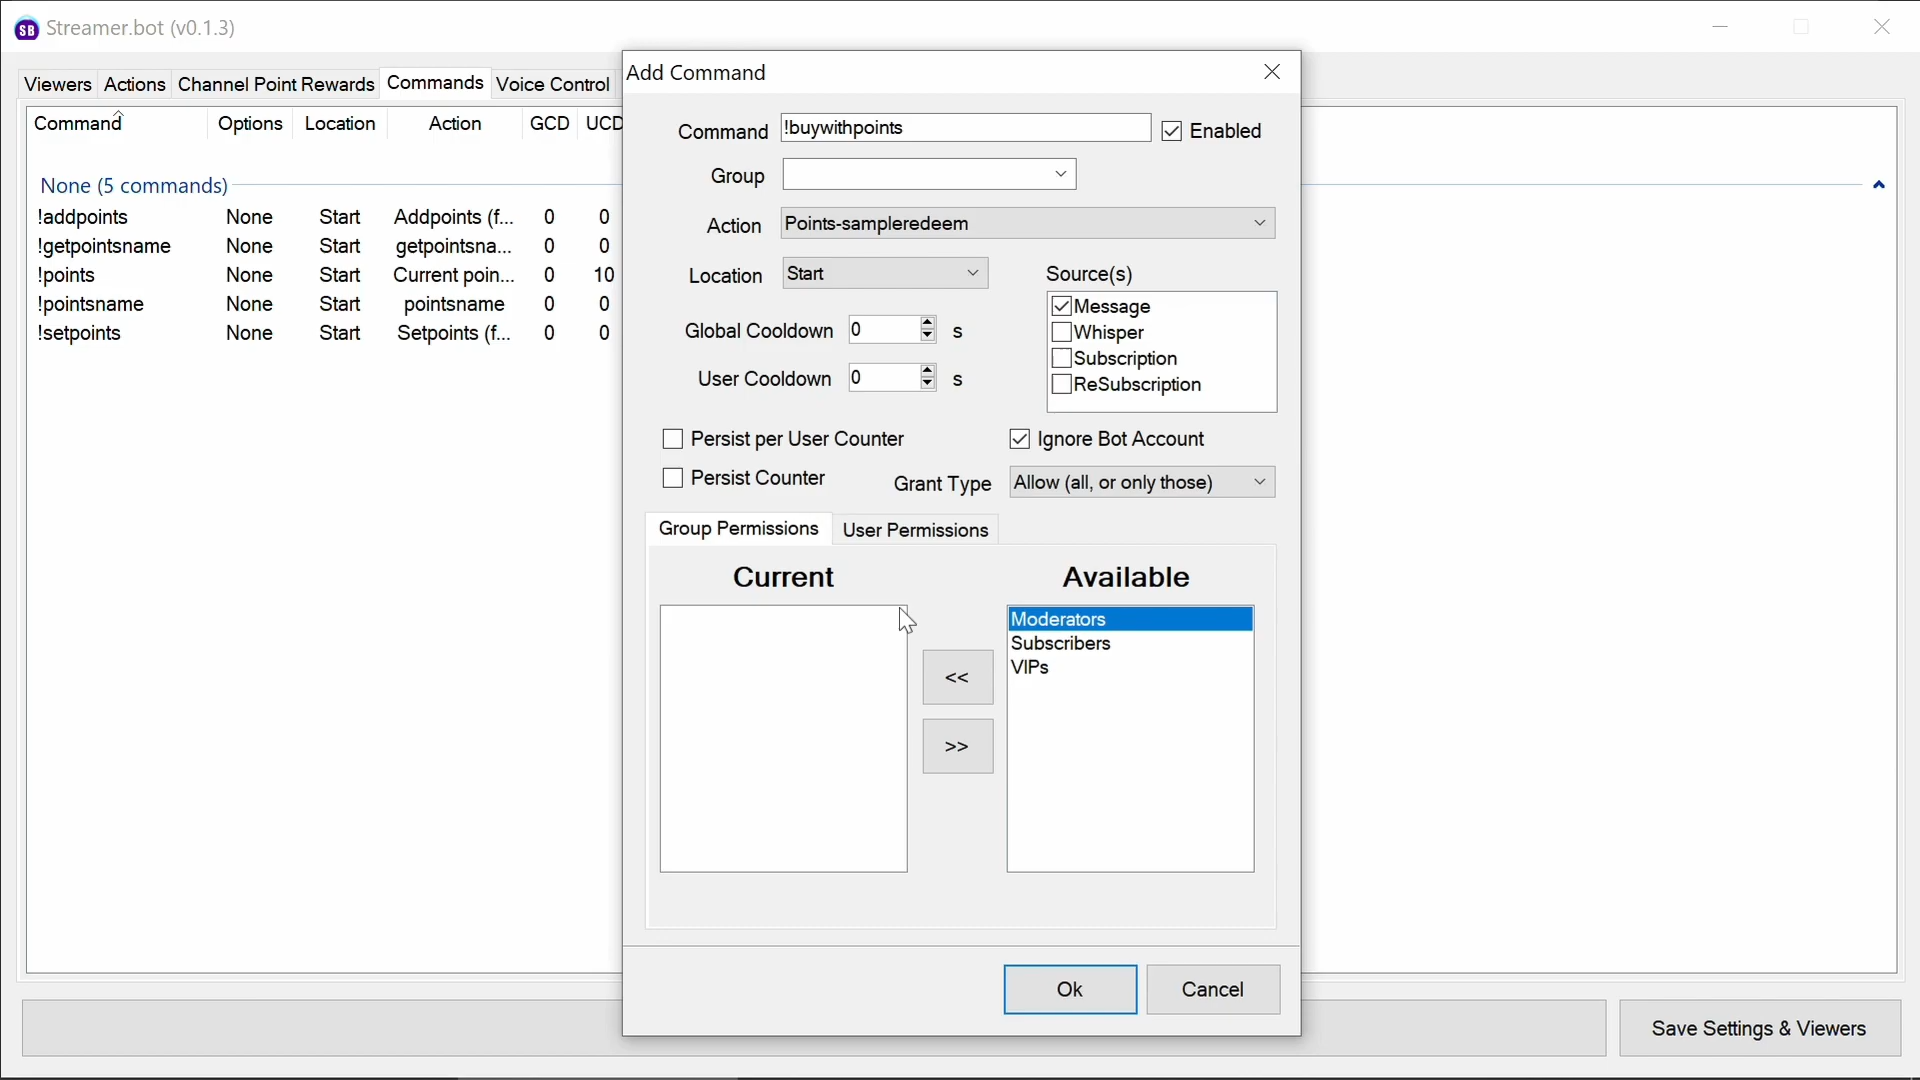 SB Streamer.bot (v0.1.3)
Viewers Actions Channel Point Rewards Commands Voice Control
Command Options Location Action GCD UCD
None (5 commands)
!addpoints None Start Addpoints (f... 0 0
!getpointsname None Start getpointsna... 0 0
!points None Start Current poin... 0 10
!pointsname None Start pointsname 0 0
!setpoints None Start Setpoints (f... 0 0
Add Command
Command !buywithpoints Enabled
Group
Action Points-sampleredeem
Location Start
Source(s)
Message
Whisper
Subscription
ReSubscription
Global Cooldown 0 s
User Cooldown 0 s
Persist per User Counter Ignore Bot Account
Persist Counter Grant Type Allow (all, or only those)
Group Permissions User Permissions
Current Available
Moderators
Subscribers
VIPs
<<
>>
Ok Cancel
Save Settings & Viewers